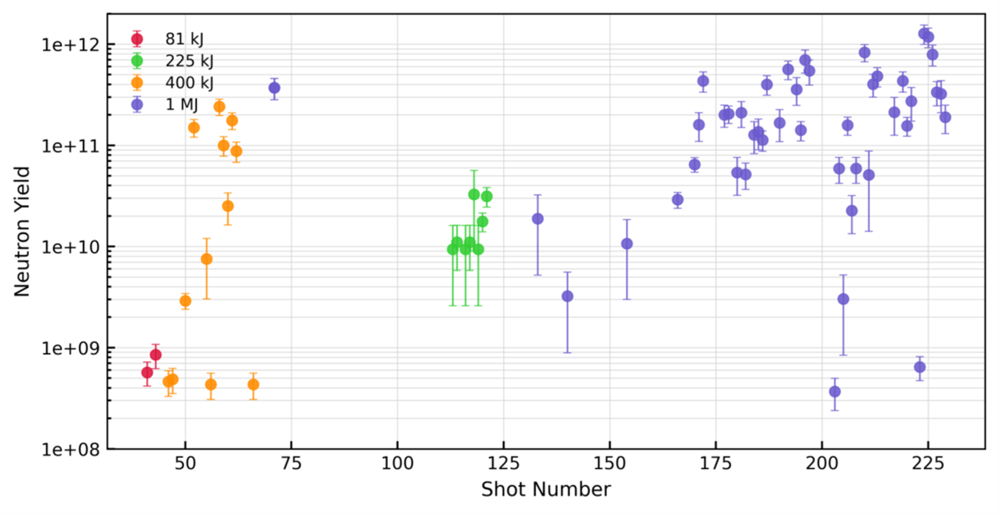 81 kJ
225 kJ
400 kJ
1 MJ
Neutron Yield
1e+12
1e+11
1e+10
1e+09
1e+08
50 75 100 125 150 175 200 225
Shot Number